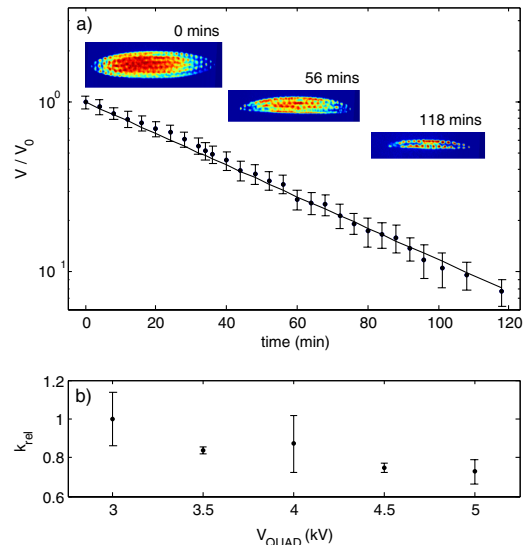 a)
0 mins
56 mins
118 mins
10^0
10^1
V / V_0
0 20 40 60 80 100 120
time (min)
b)
1.2
1
0.8
0.6
k_rel
3 3.5 4 4.5 5
V_QUAD (kV)